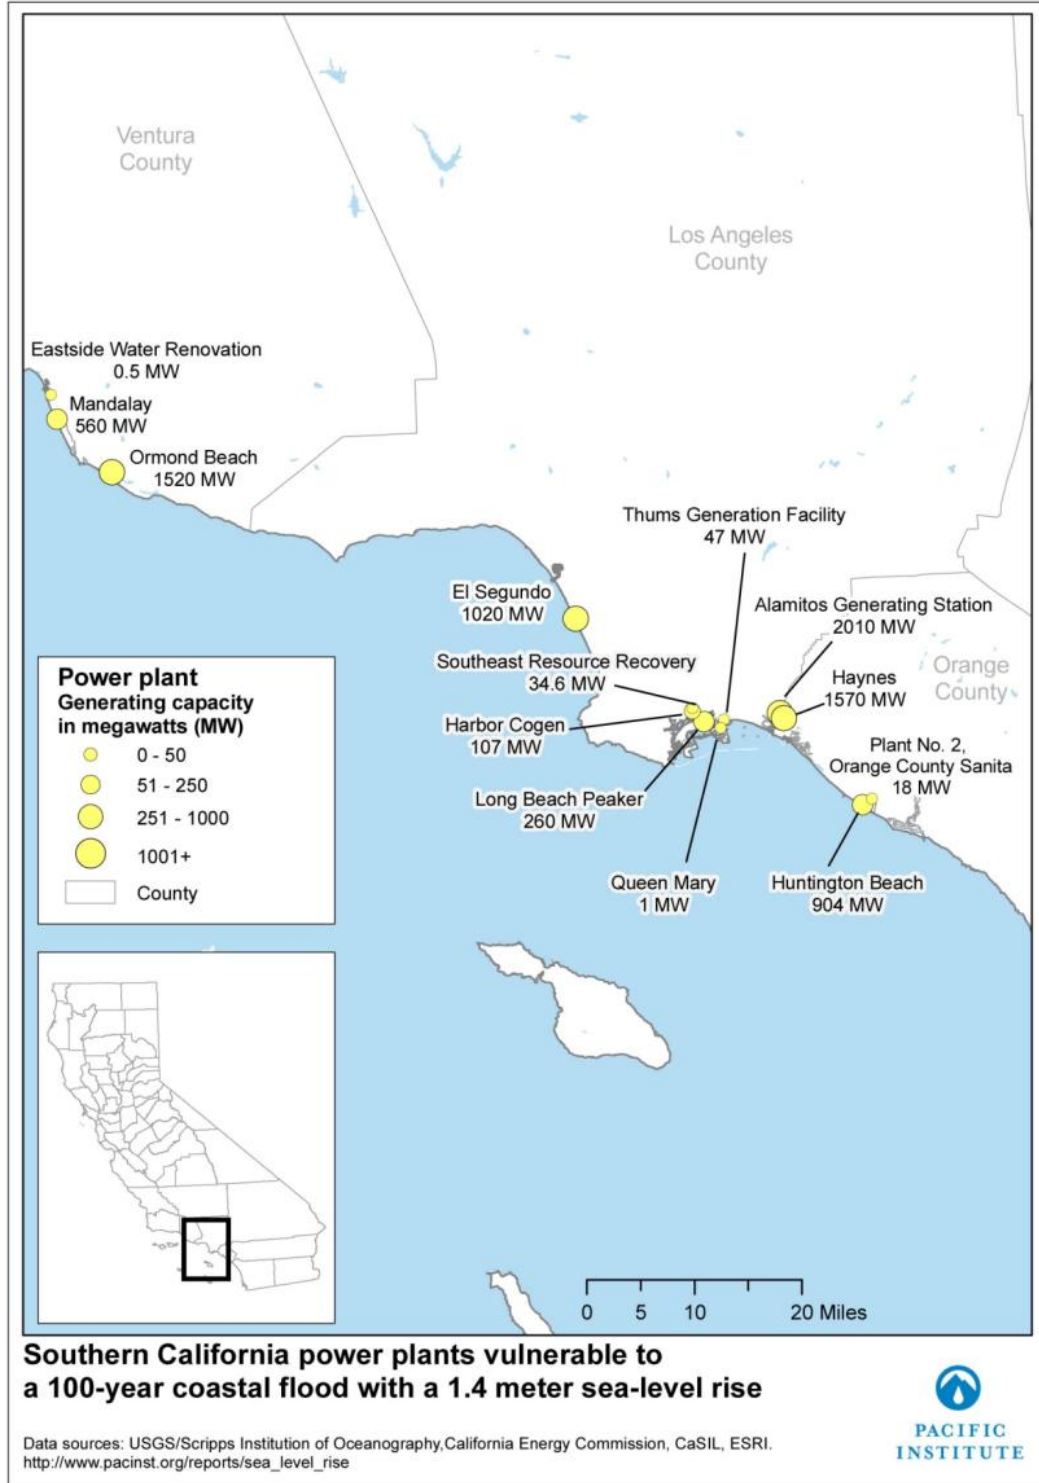 Ventura
County
Los Angeles
County
Eastside Water Renovation
0.5 MW
Mandalay
560 MW
Ormond Beach
1520 MW
Thums Generation Facility
47 MW
El Segundo
1020 MW
Alamitos Generating Station
2010 MW
Southeast Resource Recovery
34.6 MW
Haynes
1570 MW
Orange
County
Harbor Cogen
107 MW
Plant No. 2,
Orange County Sanita
18 MW
Long Beach Peaker
260 MW
Queen Mary
1 MW
Huntington Beach
904 MW
Power plant
Generating capacity
in megawatts (MW)
0 - 50
51 - 250
251 - 1000
1001+
County
0 5 10 20 Miles
Southern California power plants vulnerable to
a 100-year coastal flood with a 1.4 meter sea-level rise
Data sources: USGS/Scripps Institution of Oceanography,California Energy Commission, CaSIL, ESRI.
http://www.pacinst.org/reports/sea_level_rise
PACIFIC
INSTITUTE